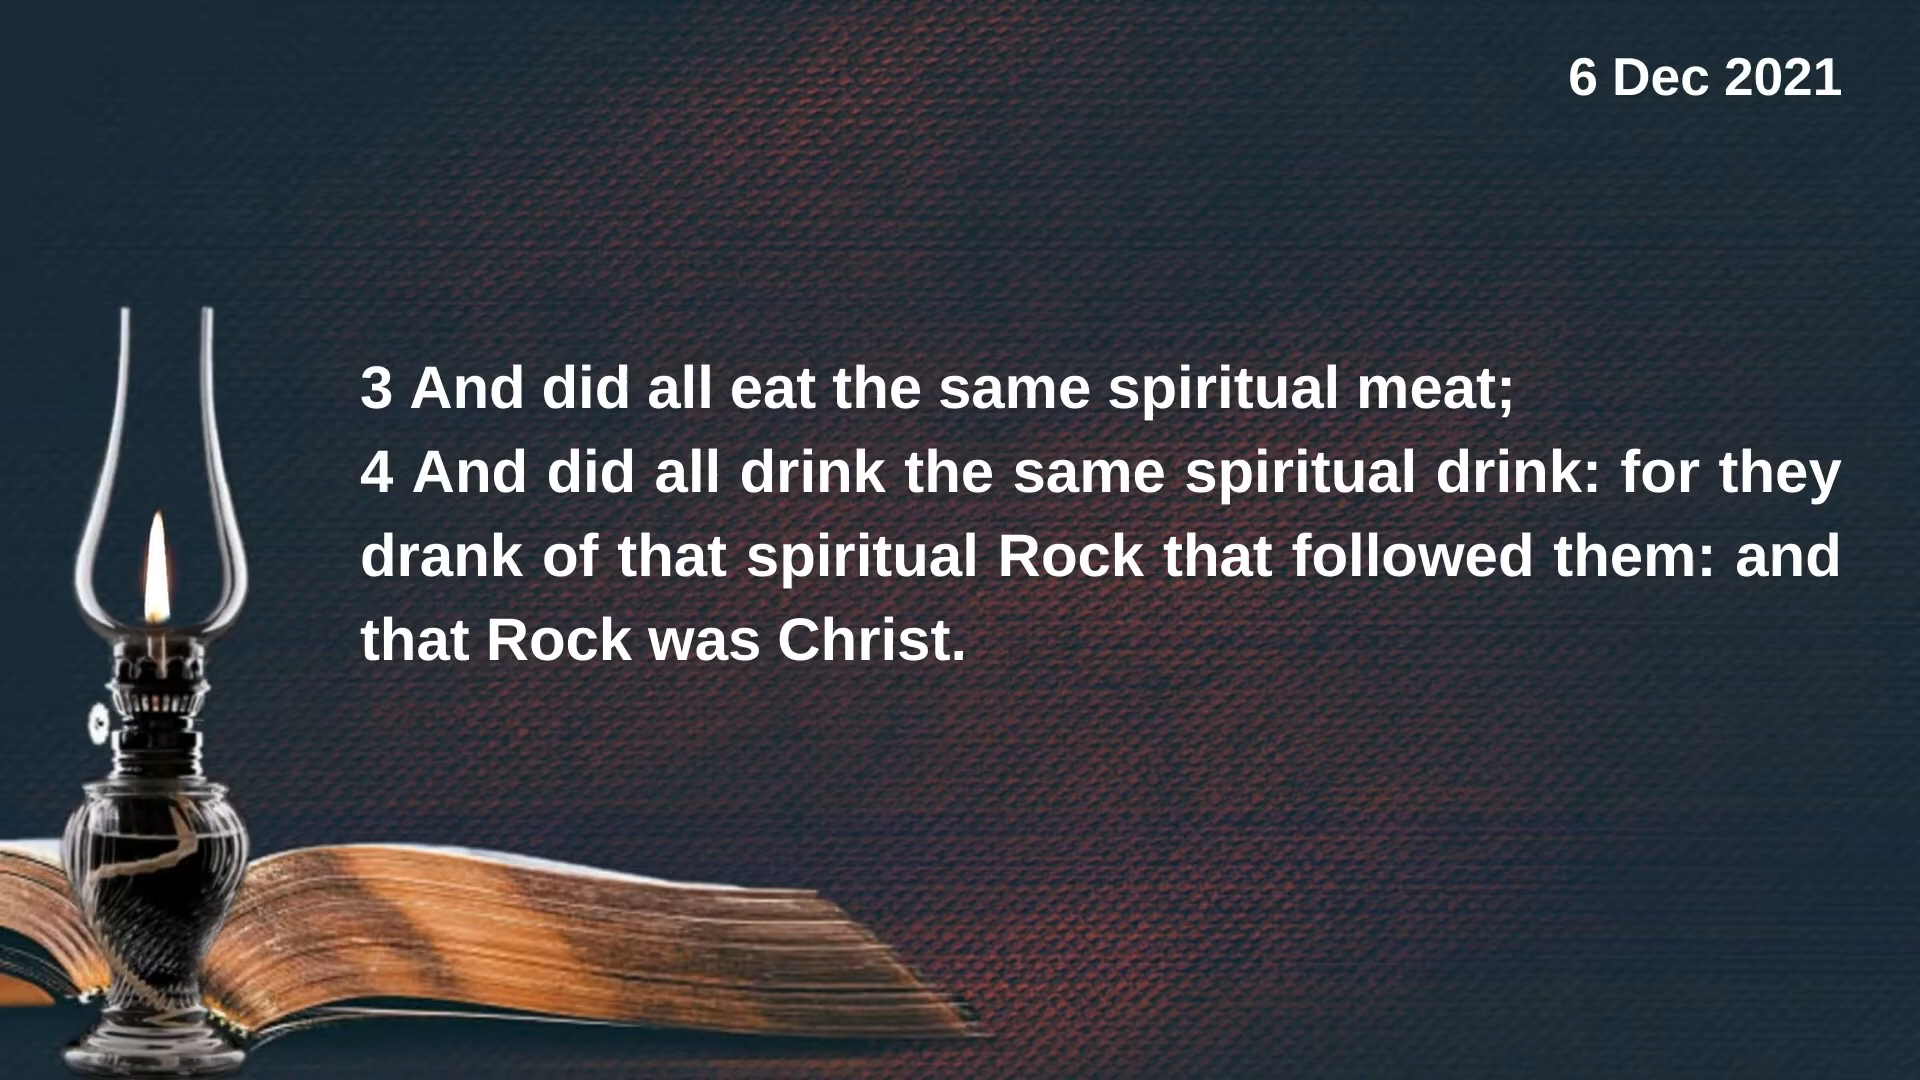 6 Dec 2021
3 And did all eat the same spiritual meat;
4 And did all drink the same spiritual drink: for they
drank of that spiritual Rock that followed them: and
that Rock was Christ.